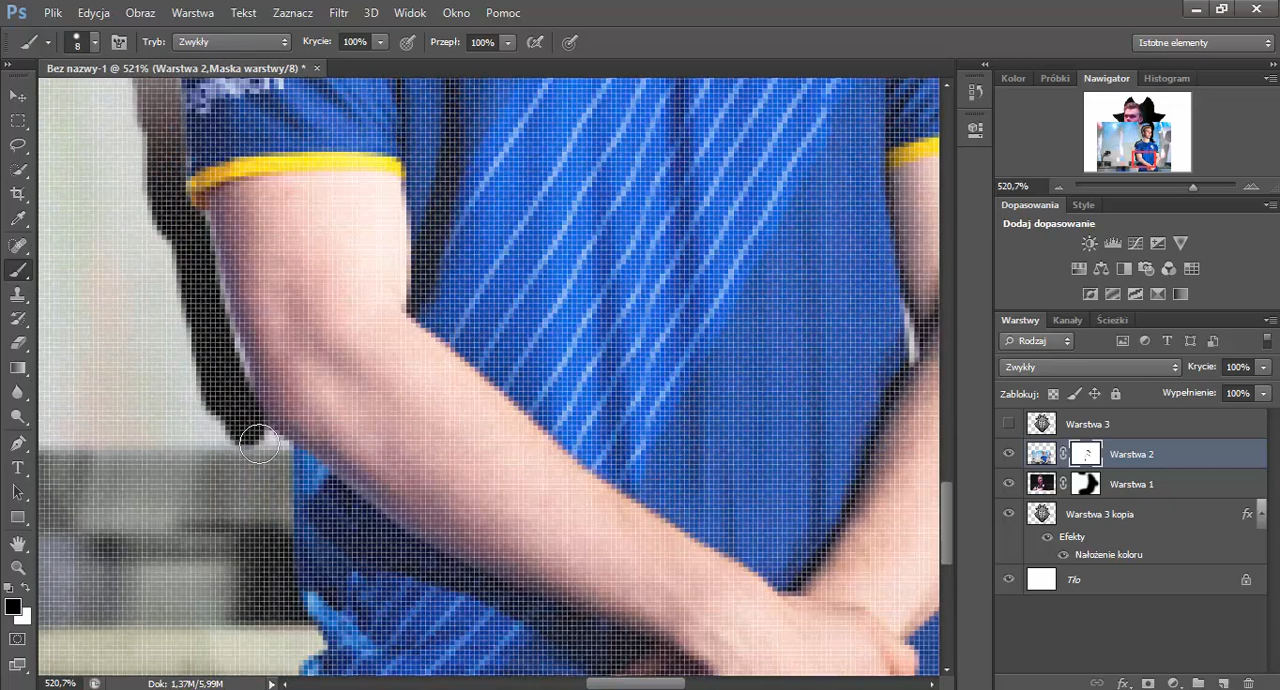 Ps Plik Edycja Obraz Warstwa Tekst Zaznacz Filtr 3D Widok Okno Pomoc
8 Tryb: Zwykły Krycie: 100% Przepł: 100% Istotne elementy
Bez nazwy-1 @ 521% (Warstwa 2,Maska warstwy/8) * ×
Kolor Próbki Nawigator Histogram
520,7%
Dopasowania Style
Dodaj dopasowanie
Warstwy Kanały Ścieżki
Rodzaj
Zwykły Krycie: 100%
Zablokuj: Wypełnienie: 100%
Warstwa 3
Warstwa 2
Warstwa 1
Warstwa 3 kopia fx
Efekty
Nałożenie koloru
Tło
520,7% Dok: 1,37M/5,99M
fx